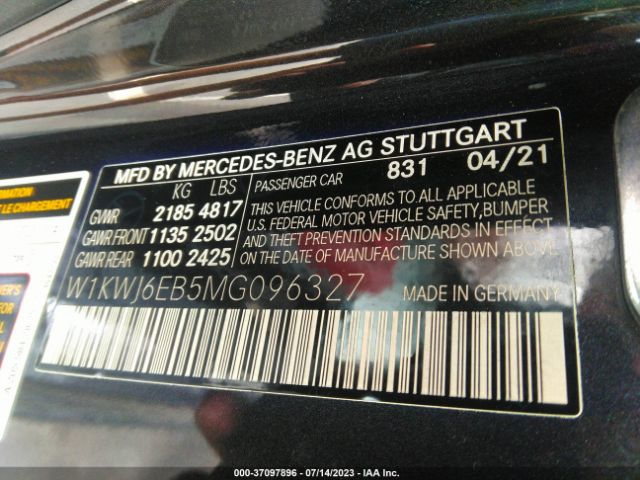 MFD BY MERCEDES-BENZ AG STUTTGART
KG LBS PASSENGER CAR 831 04/21
GVWR 2185 4817
GAWR FRONT 1135 2502
GAWR REAR 1100 2425
THIS VEHICLE CONFORMS TO ALL APPLICABLE
U.S. FEDERAL MOTOR VEHICLE SAFETY, BUMPER
AND THEFT PREVENTION STANDARDS IN EFFECT
ON THE DATE OF MANUFACTURE SHOWN ABOVE.
W1KWJ6EB5MG096327 MADE IN GERMANY
LE CHARGEMENT
000-37097896 - 07/14/2023 - IAA Inc.